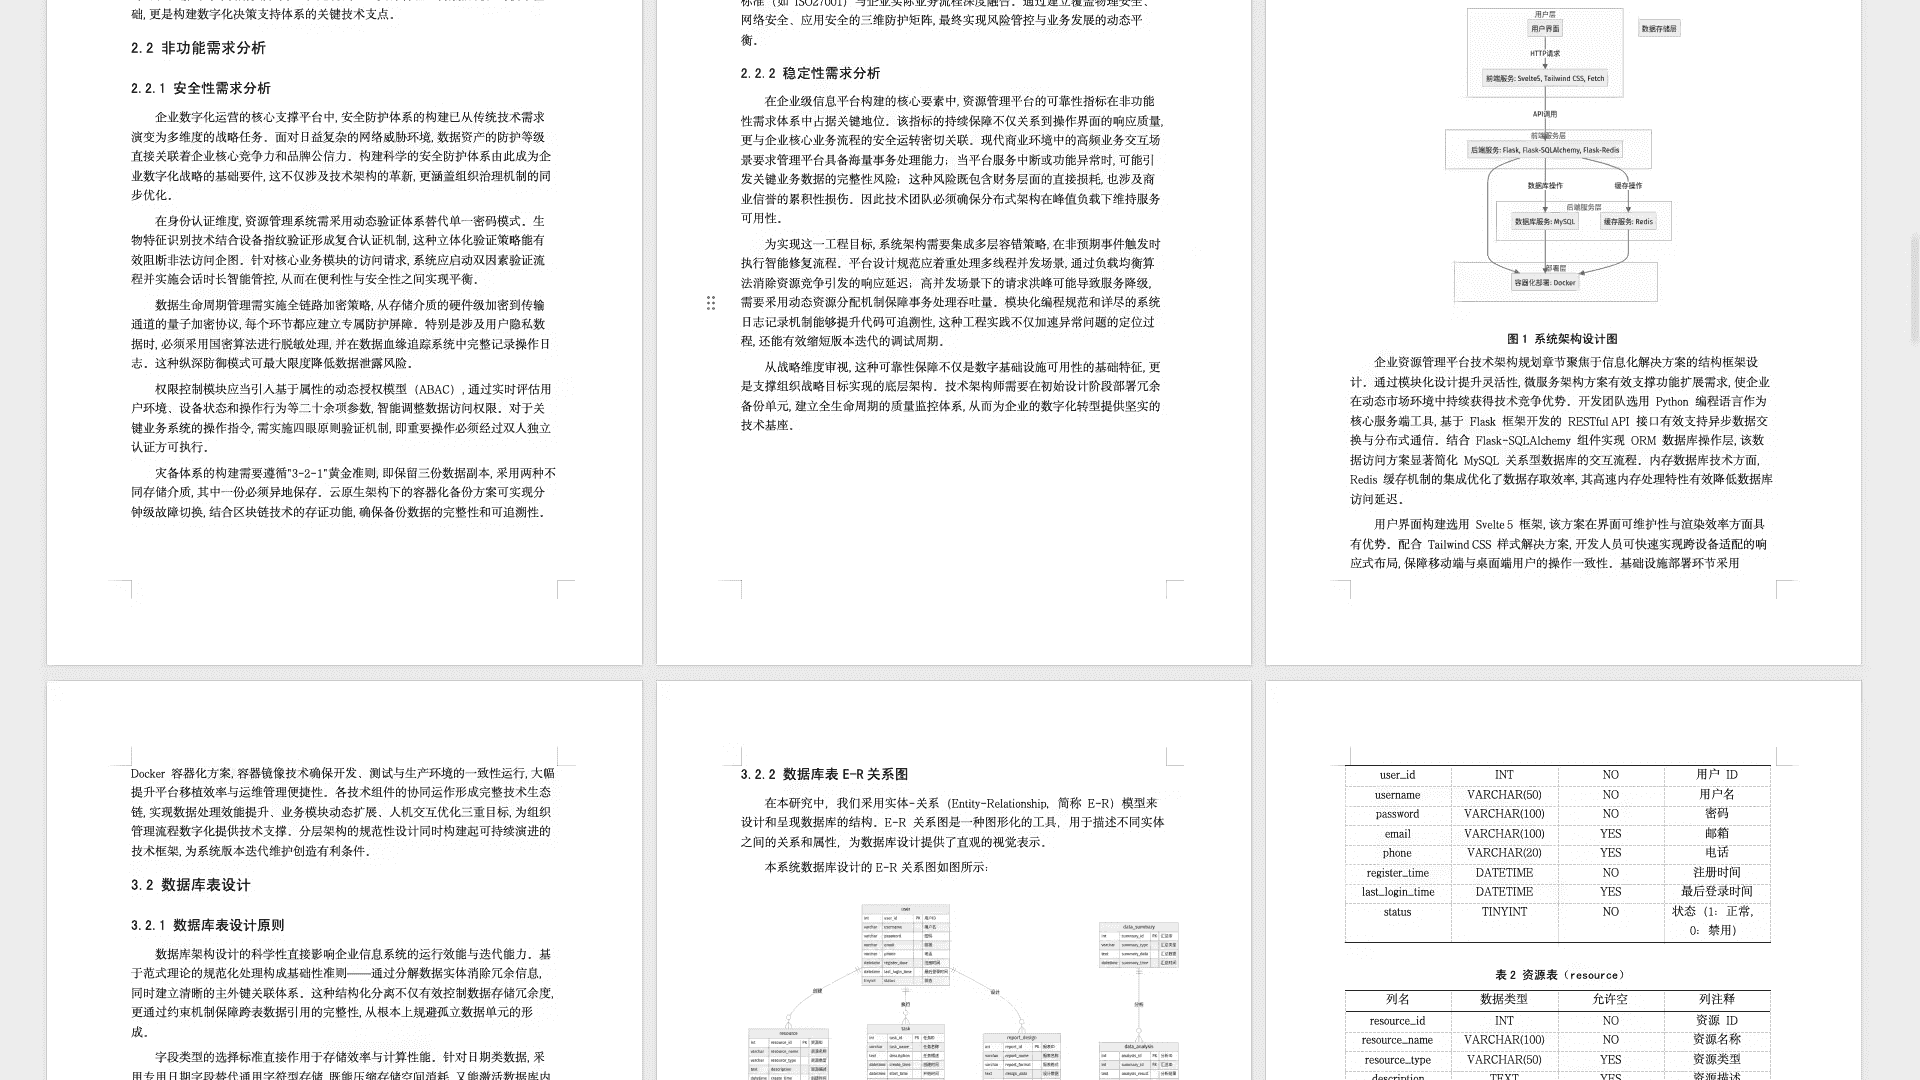 础, 更是构建数字化决策支持体系的关键技术支点.
2.2 非功能需求分析
2.2.1 安全性需求分析
企业数字化运营的核心支撑平台中, 安全防护体系的构建已从传统技术需求
演变为多维度的战略任务. 面对日益复杂的网络威胁环境, 数据资产的防护等级
直接关联着企业核心竞争力和品牌公信力. 构建科学的安全防护体系由此成为企
业数字化战略的基础要件, 这不仅涉及技术架构的革新, 更涵盖组织治理机制的同
步优化.
在身份认证维度, 资源管理系统需采用动态验证体系替代单一密码模式. 生
物特征识别技术结合设备指纹验证形成复合认证机制, 这种立体化验证策略能有
效阻断非法访问企图. 针对核心业务模块的访问请求, 系统应启动双因素验证流
程并实施会话时长智能管控, 从而在便利性与安全性之间实现平衡.
数据生命周期管理需实施全链路加密策略, 从存储介质的硬件级加密到传输
通道的量子加密协议, 每个环节都应建立专属防护屏障. 特别是涉及用户隐私数
据时, 必须采用国密算法进行脱敏处理, 并在数据血缘追踪系统中完整记录操作日
志. 这种纵深防御模式可最大限度降低数据泄露风险.
权限控制模块应当引入基于属性的动态授权模型 (ABAC) , 通过实时评估用
户环境、设备状态和操作行为等二十余项参数, 智能调整数据访问权限. 对于关
键业务系统的操作指令, 需实施四眼原则验证机制, 即重要操作必须经过双人独立
认证方可执行.
灾备体系的构建需要遵循"3-2-1"黄金准则, 即保留三份数据副本, 采用两种不
同存储介质, 其中一份必须异地保存. 云原生架构下的容器化备份方案可实现分
钟级故障切换, 结合区块链技术的存证功能, 确保备份数据的完整性和可追溯性.
标准 (如 ISO27001) 与企业实际业务流程深度融合. 通过建立覆盖物理安全、
网络安全、应用安全的三维防护矩阵, 最终实现风险管控与业务发展的动态平
衡.
2.2.2 稳定性需求分析
在企业级信息平台构建的核心要素中, 资源管理平台的可靠性指标在非功能
性需求体系中占据关键地位. 该指标的持续保障不仅关系到操作界面的响应质量,
更与企业核心业务流程的安全运转密切关联. 现代商业环境中的高频业务交互场
景要求管理平台具备海量事务处理能力; 当平台服务中断或功能异常时, 可能引
发关键业务数据的完整性风险; 这种风险既包含财务层面的直接损耗, 也涉及商
业信誉的累积性损伤. 因此技术团队必须确保分布式架构在峰值负载下维持服务
可用性.
为实现这一工程目标, 系统架构需要集成多层容错策略, 在非预期事件触发时
执行智能修复流程. 平台设计规范应着重处理多线程并发场景, 通过负载均衡算
法消除资源竞争引发的响应延迟; 高并发场景下的请求洪峰可能导致服务降级,
需要采用动态资源分配机制保障事务处理吞吐量. 模块化编程规范和详尽的系统
日志记录机制能够提升代码可追溯性, 这种工程实践不仅加速异常问题的定位过
程, 还能有效缩短版本迭代的调试周期.
从战略维度审视, 这种可靠性保障不仅是数字基础设施可用性的基础特征, 更
是支撑组织战略目标实现的底层架构. 技术架构师需要在初始设计阶段部署冗余
备份单元, 建立全生命周期的质量监控体系, 从而为企业的数字化转型提供坚实的
技术基座.
用户层
用户界面
数据存储层
HTTP请求
前端服务: Svelte5, Tailwind CSS, Fetch
API调用
前端服务层
后端服务: Flask, Flask-SQLAlchemy, Flask-Redis
数据库操作
缓存操作
后端服务层
数据库服务: MySQL
缓存服务: Redis
部署层
容器化部署: Docker
图 1 系统架构设计图
企业资源管理平台技术架构规划章节聚焦于信息化解决方案的结构框架设
计. 通过模块化设计提升灵活性, 微服务架构方案有效支撑功能扩展需求, 使企业
在动态市场环境中持续获得技术竞争优势. 开发团队选用 Python 编程语言作为
核心服务端工具, 基于 Flask 框架开发的 RESTful API 接口有效支持异步数据交
换与分布式通信. 结合 Flask-SQLAlchemy 组件实现 ORM 数据库操作层, 该数
据访问方案显著简化 MySQL 关系型数据库的交互流程. 内存数据库技术方面,
Redis 缓存机制的集成优化了数据存取效率, 其高速内存处理特性有效降低数据库
访问延迟.
用户界面构建选用 Svelte 5 框架, 该方案在界面可维护性与渲染效率方面具
有优势. 配合 Tailwind CSS 样式解决方案, 开发人员可快速实现跨设备适配的响
应式布局, 保障移动端与桌面端用户的操作一致性. 基础设施部署环节采用
Docker 容器化方案, 容器镜像技术确保开发、测试与生产环境的一致性运行, 大幅
提升平台移植效率与运维管理便捷性. 各技术组件的协同运作形成完整技术生态
链, 实现数据处理效能提升、业务模块动态扩展、人机交互优化三重目标, 为组织
管理流程数字化提供技术支撑. 分层架构的规范性设计同时构建起可持续演进的
技术框架, 为系统版本迭代维护创造有利条件.
3.2 数据库表设计
3.2.1 数据库表设计原则
数据库架构设计的科学性直接影响企业信息系统的运行效能与迭代能力. 基
于范式理论的规范化处理构成基础性准则——通过分解数据实体消除冗余信息,
同时建立清晰的主外键关联体系. 这种结构化分离不仅有效控制数据存储冗余度,
更通过约束机制保障跨表数据引用的完整性, 从根本上规避孤立数据单元的形
成.
字段类型的选择标准直接作用于存储效率与计算性能. 针对日期类数据, 采
用专用日期字段替代通用字符型存储, 既能压缩存储空间消耗, 又能激活数据库内
3.2.2 数据库表 E-R 关系图
在本研究中, 我们采用实体-关系 (Entity-Relationship, 简称 E-R) 模型来
设计和呈现数据库的结构. E-R 关系图是一种图形化的工具, 用于描述不同实体
之间的关系和属性, 为数据库设计提供了直观的视觉表示.
本系统数据库设计的 E-R 关系图如图所示:
user
data_summary
创建
执行
设计
分析
resource
task
report_design
data_analysis
user_id INT NO 用户 ID
username VARCHAR(50) NO 用户名
password VARCHAR(100) NO 密码
email VARCHAR(100) YES 邮箱
phone VARCHAR(20) YES 电话
register_time DATETIME NO 注册时间
last_login_time DATETIME YES 最后登录时间
status TINYINT NO 状态 (1: 正常,
0: 禁用)
表 2 资源表 (resource)
列名 数据类型 允许空 列注释
resource_id INT NO 资源 ID
resource_name VARCHAR(100) NO 资源名称
resource_type VARCHAR(50) YES 资源类型
description TEXT YES 资源描述